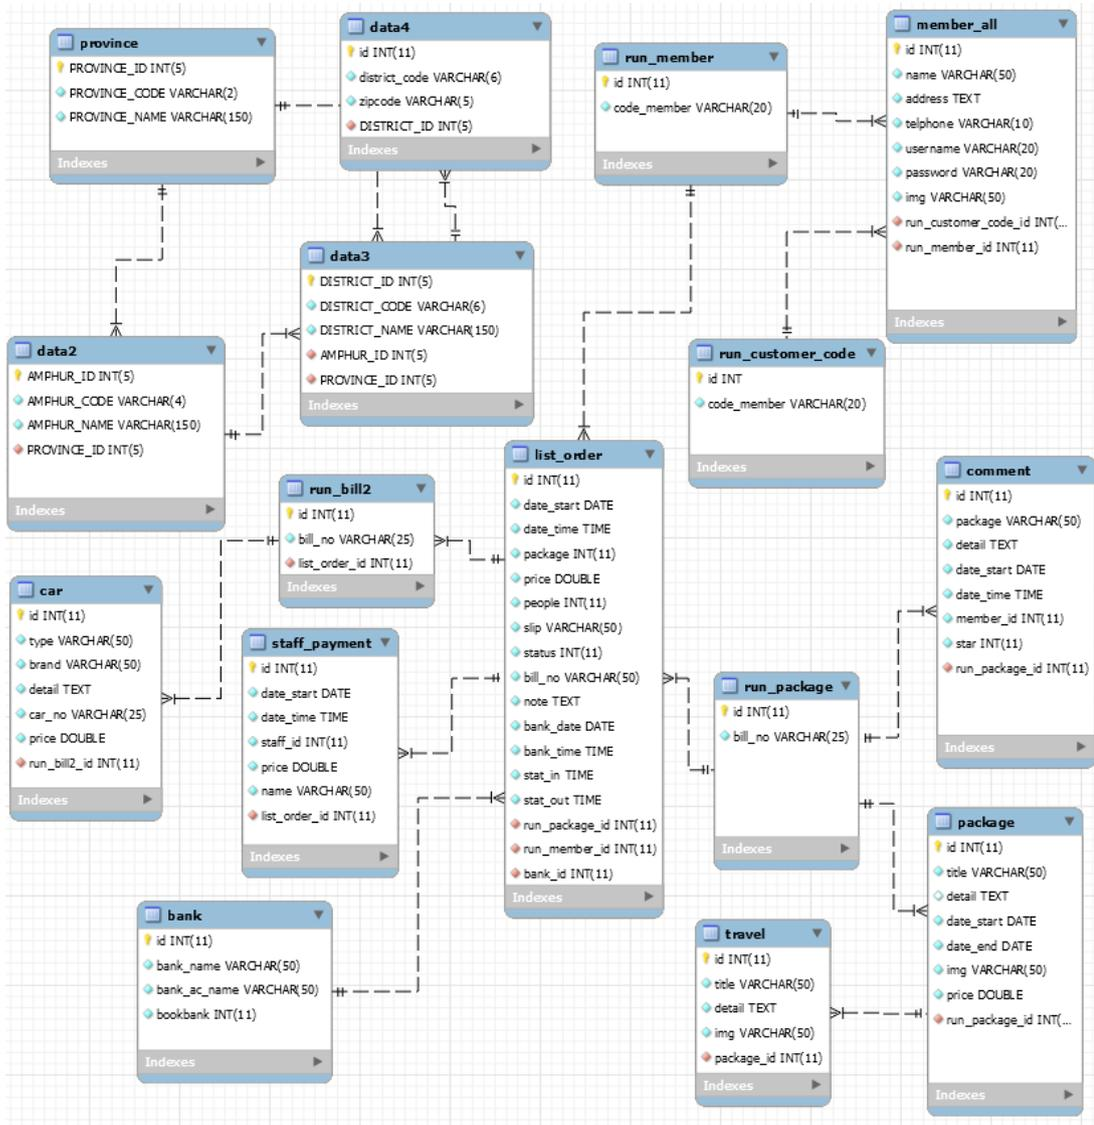 province
PROVINCE_ID INT(5)
PROVINCE_CODE VARCHAR(2)
PROVINCE_NAME VARCHAR(150)
Indexes
data4
id INT(11)
district_code VARCHAR(6)
zipcode VARCHAR(5)
DISTRICT_ID INT(5)
Indexes
run_member
id INT(11)
code_member VARCHAR(20)
Indexes
member_all
id INT(11)
name VARCHAR(50)
address TEXT
telphone VARCHAR(10)
username VARCHAR(20)
password VARCHAR(20)
img VARCHAR(50)
run_customer_code_id INT(...
run_member_id INT(11)
Indexes
data3
DISTRICT_ID INT(5)
DISTRICT_CODE VARCHAR(6)
DISTRICT_NAME VARCHAR(150)
AMPHUR_ID INT(5)
PROVINCE_ID INT(5)
Indexes
data2
AMPHUR_ID INT(5)
AMPHUR_CODE VARCHAR(4)
AMPHUR_NAME VARCHAR(150)
PROVINCE_ID INT(5)
Indexes
run_customer_code
id INT
code_member VARCHAR(20)
Indexes
list_order
id INT(11)
date_start DATE
date_time TIME
package INT(11)
price DOUBLE
people INT(11)
slip VARCHAR(50)
status INT(11)
bill_no VARCHAR(50)
note TEXT
bank_date DATE
bank_time TIME
stat_in TIME
stat_out TIME
run_package_id INT(11)
run_member_id INT(11)
bank_id INT(11)
Indexes
run_bill2
id INT(11)
bill_no VARCHAR(25)
list_order_id INT(11)
Indexes
comment
id INT(11)
package VARCHAR(50)
detail TEXT
date_start DATE
date_time TIME
member_id INT(11)
star INT(11)
run_package_id INT(11)
Indexes
car
id INT(11)
type VARCHAR(50)
brand VARCHAR(50)
detail TEXT
car_no VARCHAR(25)
price DOUBLE
run_bill2_id INT(11)
Indexes
staff_payment
id INT(11)
date_start DATE
date_time TIME
staff_id INT(11)
price DOUBLE
name VARCHAR(50)
list_order_id INT(11)
Indexes
run_package
id INT(11)
bill_no VARCHAR(25)
Indexes
package
id INT(11)
title VARCHAR(50)
detail TEXT
date_start DATE
date_end DATE
img VARCHAR(50)
price DOUBLE
run_package_id INT(...
Indexes
bank
id INT(11)
bank_name VARCHAR(50)
bank_ac_name VARCHAR(50)
bookbank INT(11)
Indexes
travel
id INT(11)
title VARCHAR(50)
detail TEXT
img VARCHAR(50)
package_id INT(11)
Indexes